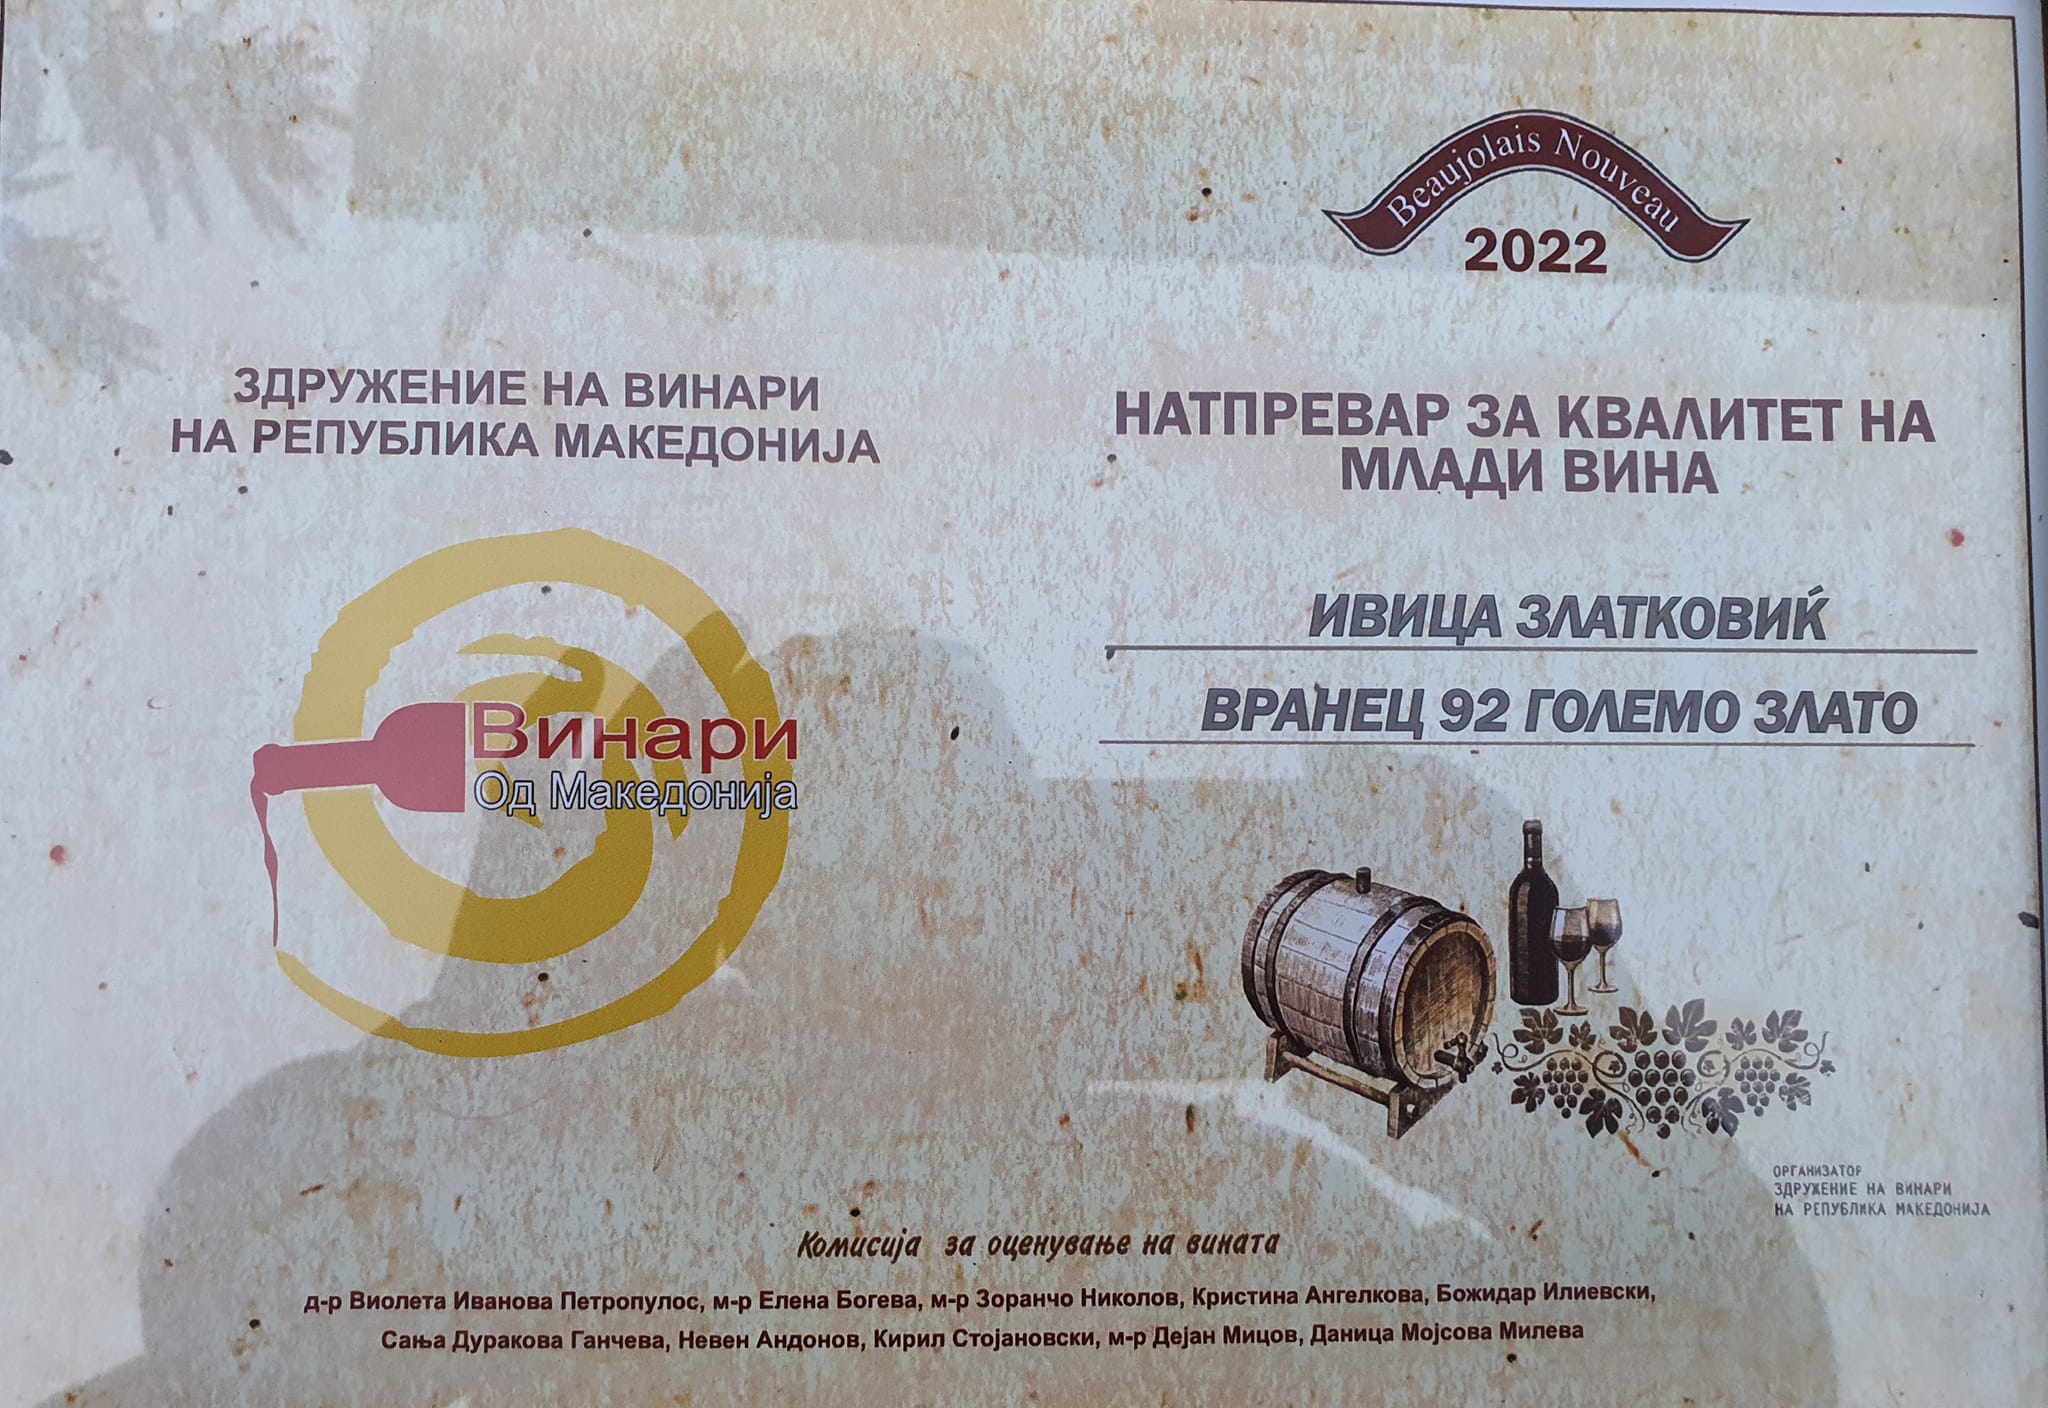 Beaujolais Nouveau
2022
ЗДРУЖЕНИЕ НА ВИНАРИ
НА РЕПУБЛИКА МАКЕДОНИЈА
Винари
Од Македонија
НАТПРЕВАР ЗА КВАЛИТЕТ НА
МЛАДИ ВИНА
ИВИЦА ЗЛАТКОВИЌ
ВРАНЕЦ 92 ГОЛЕМО ЗЛАТО
ОРГАНИЗАТОР
ЗДРУЖЕНИЕ НА ВИНАРИ
НА РЕПУБЛИКА МАКЕДОНИЈА
Комисија за оценување на вината
д-р Виолета Иванова Петропулос, м-р Елена Богева, м-р Зоранчо Николов, Кристина Ангелкова, Божидар Илиевски,
Сања Дуракова Ганчева, Невен Андонов, Кирил Стојановски, м-р Дејан Мицов, Даница Мојсова Милева